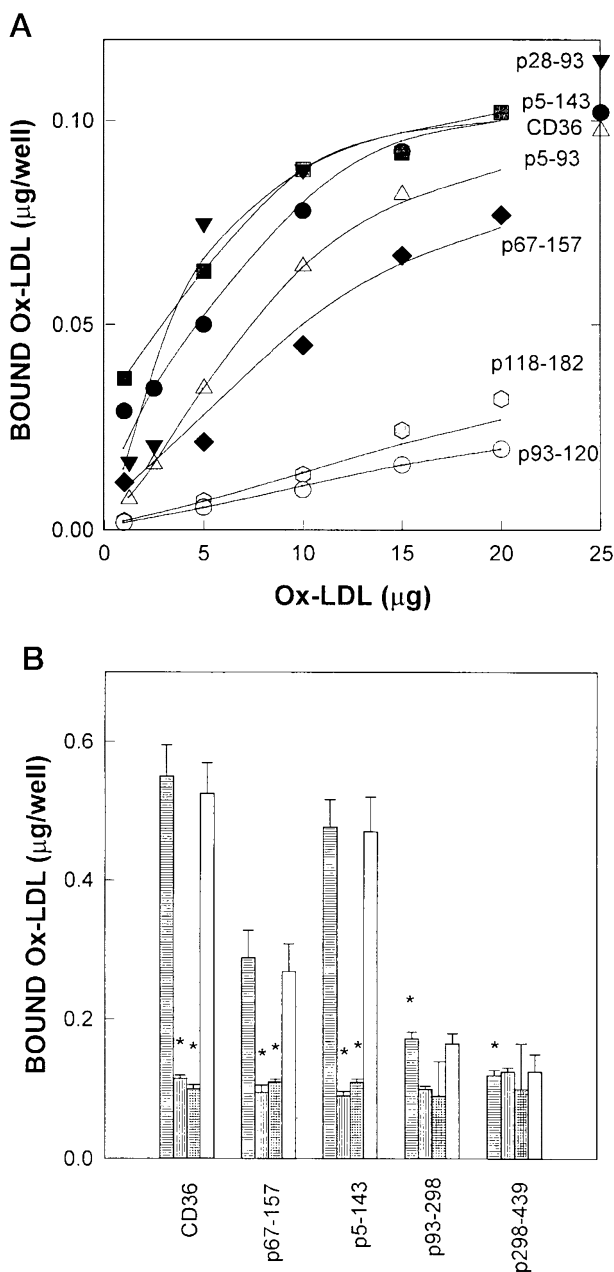 A
BOUND Ox-LDL (μg/well)
0.10
0.05
0.00
p28-93
p5-143
CD36
p5-93
p67-157
p118-182
p93-120
0 5 10 15 20 25
Ox-LDL (μg)
B
BOUND Ox-LDL (μg/well)
0.6
0.4
0.2
0.0
* * * * * * * *
CD36
p67-157
p5-143
p93-298
p298-439